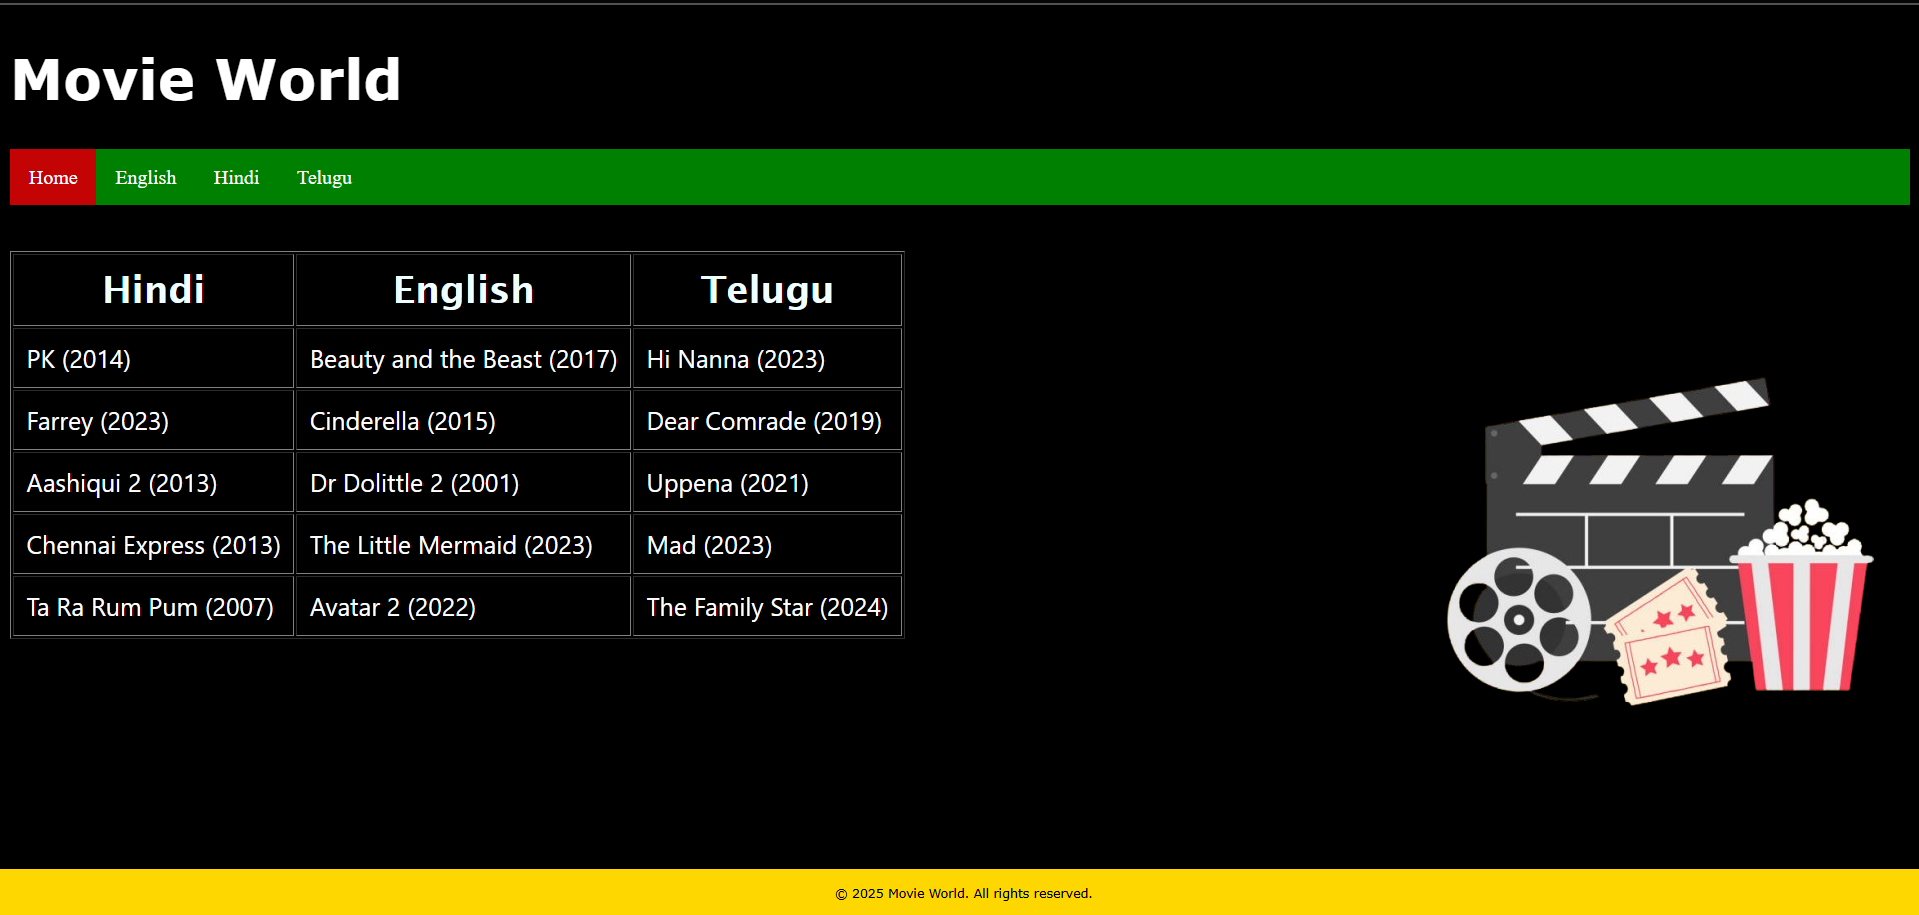 Movie World
Home English Hindi Telugu
Hindi English Telugu
PK (2014) Beauty and the Beast (2017) Hi Nanna (2023)
Farrey (2023) Cinderella (2015) Dear Comrade (2019)
Aashiqui 2 (2013) Dr Dolittle 2 (2001) Uppena (2021)
Chennai Express (2013) The Little Mermaid (2023) Mad (2023)
Ta Ra Rum Pum (2007) Avatar 2 (2022) The Family Star (2024)
© 2025 Movie World. All rights reserved.